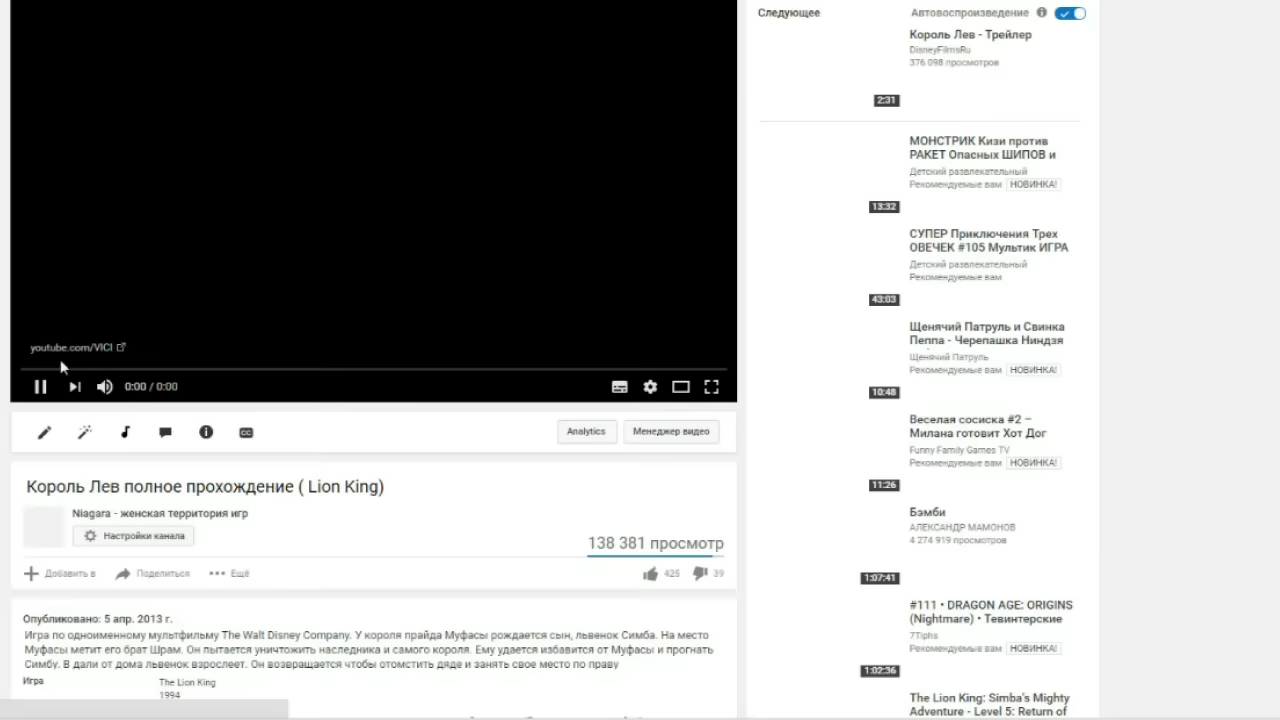 youtube.com/VICI
0:00 / 0:00
Analytics
Менеджер видео
Король Лев полное прохождение ( Lion King)
Niagara - женская территория игр
Настройки канала
138 381 просмотр
Добавить в
Поделиться
Ещё
425
39
Опубликовано: 5 апр. 2013 г.
Игра по одноименному мультфильму The Walt Disney Company. У короля прайда Муфасы рождается сын, львенок Симба. На место
Муфасы метит его брат Шрам. Он пытается уничтожить наследника и самого короля. Ему удается избавится от Муфасы и прогнать
Симбу. В дали от дома львенок взрослеет. Он возвращается чтобы отомстить дяде и занять свое место по праву
Игра
The Lion King
1994
Следующее
Автовоспроизведение
Король Лев - Трейлер
DisneyFilmsRu
376 098 просмотров
2:31
МОНСТРИК Кизи против
РАКЕТ Опасных ШИПОВ и
Детский развлекательный
Рекомендуемые вам НОВИНКА!
13:32
СУПЕР Приключения Трех
ОВЕЧЕК #105 Мультик ИГРА
Детский развлекательный
Рекомендуемые вам
43:03
Щенячий Патруль и Свинка
Пеппа - Черепашка Ниндзя
Щенячий Патруль
Рекомендуемые вам НОВИНКА!
10:48
Веселая сосиска #2 –
Милана готовит Хот Дог
Funny Family Games TV
Рекомендуемые вам НОВИНКА!
11:26
Бэмби
АЛЕКСАНДР МАМОНОВ
4 274 919 просмотров
1:07:41
#111 • DRAGON AGE: ORIGINS
(Nightmare) • Тевинтерские
7Tiphs
Рекомендуемые вам НОВИНКА!
1:02:36
The Lion King: Simba's Mighty
Adventure - Level 5: Return of